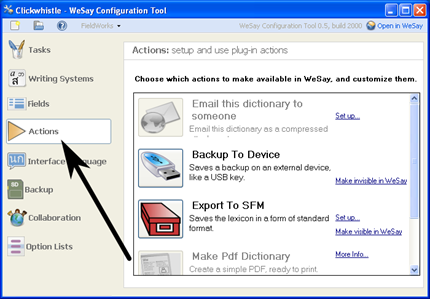 Clickwhistle - WeSay Configuration Tool
FieldWorks
WeSay Configuration Tool 0.5, build 2000
Open in WeSay
Tasks
Writing Systems
Fields
Actions
Interface Language
Backup
Collaboration
Option Lists
Actions: setup and use plug-in actions
Choose which actions to make available in WeSay, and customize them.
Email this dictionary to
someone
Email this dictionary as a compressed
Set up...
Backup To Device
Saves a backup on an external device,
like a USB key.
Make invisible in WeSay
Export To SFM
Saves the lexicon in a form of standard
format.
Set up...
Make visible in WeSay
Make Pdf Dictionary
Create a simple PDF, ready to print.
More Info...